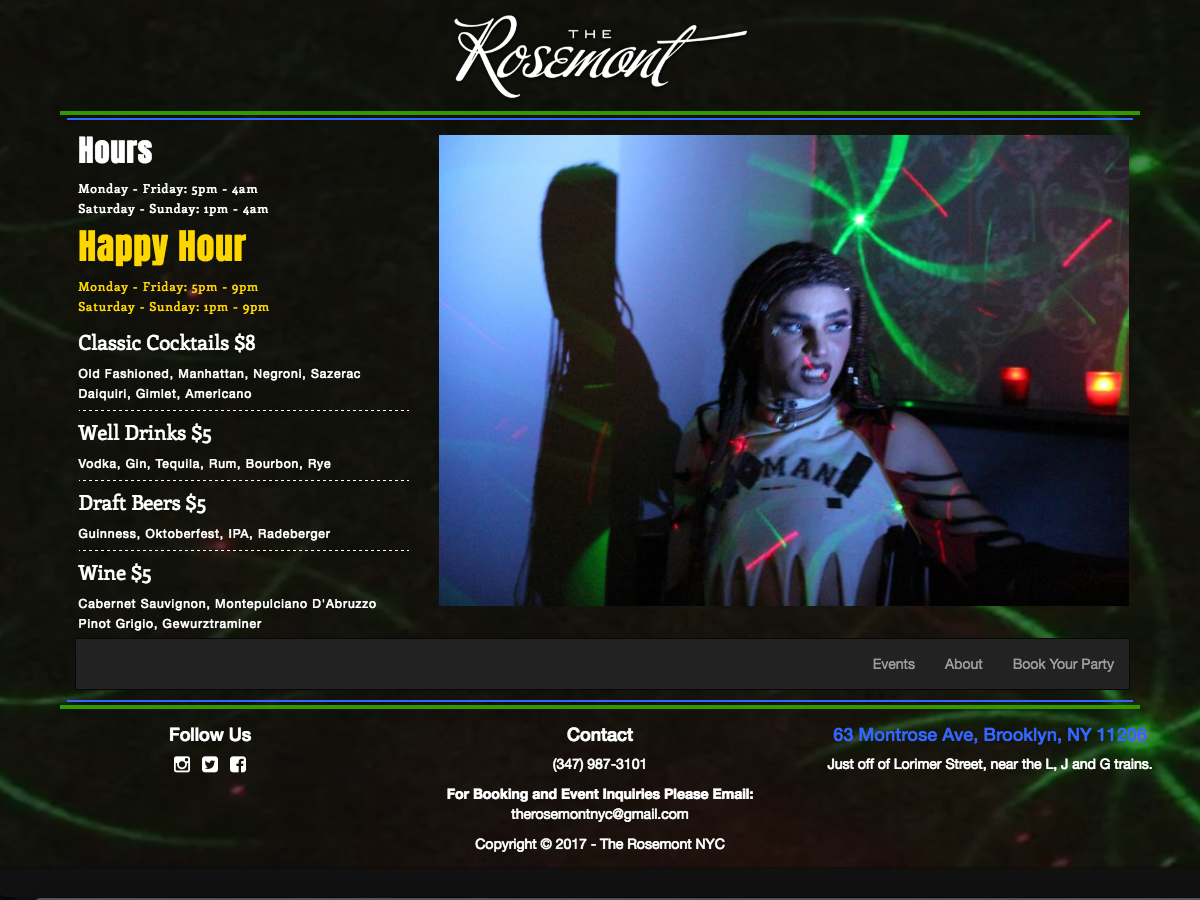 THE
Rosemont
Hours
Monday - Friday: 5pm - 4am
Saturday - Sunday: 1pm - 4am
Happy Hour
Monday - Friday: 5pm - 9pm
Saturday - Sunday: 1pm - 9pm
Classic Cocktails $8
Old Fashioned, Manhattan, Negroni, Sazerac
Daiquiri, Gimlet, Americano
Well Drinks $5
Vodka, Gin, Tequila, Rum, Bourbon, Rye
Draft Beers $5
Guinness, Oktoberfest, IPA, Radeberger
Wine $5
Cabernet Sauvignon, Montepulciano D'Abruzzo
Pinot Grigio, Gewurztraminer
Events About Book Your Party
Follow Us
Contact
(347) 987-3101
For Booking and Event Inquiries Please Email:
therosemontnyc@gmail.com
Copyright © 2017 - The Rosemont NYC
63 Montrose Ave, Brooklyn, NY 11206
Just off of Lorimer Street, near the L, J and G trains.